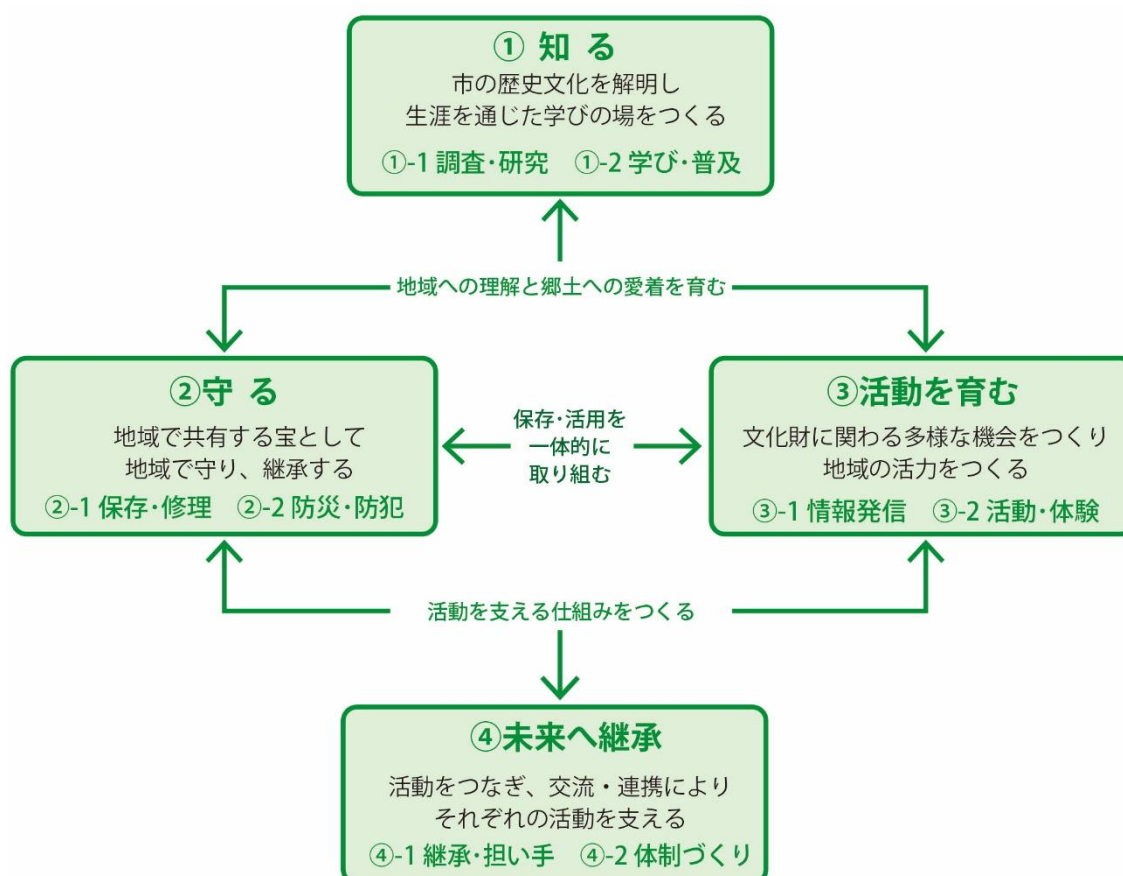 ① 知 る
市の歴史文化を解明し
生涯を通じた学びの場をつくる
①-1 調査・研究　①-2 学び・普及
地域への理解と郷土への愛着を育む
②守 る
地域で共有する宝として
地域で守り、継承する
②-1 保存・修理　②-2 防災・防犯
保存・活用を
一体的に
取り組む
③活動を育む
文化財に関わる多様な機会をつくり
地域の活力をつくる
③-1 情報発信　③-2 活動・体験
活動を支える仕組みをつくる
④未来へ継承
活動をつなぎ、交流・連携により
それぞれの活動を支える
④-1 継承・担い手　④-2 体制づくり